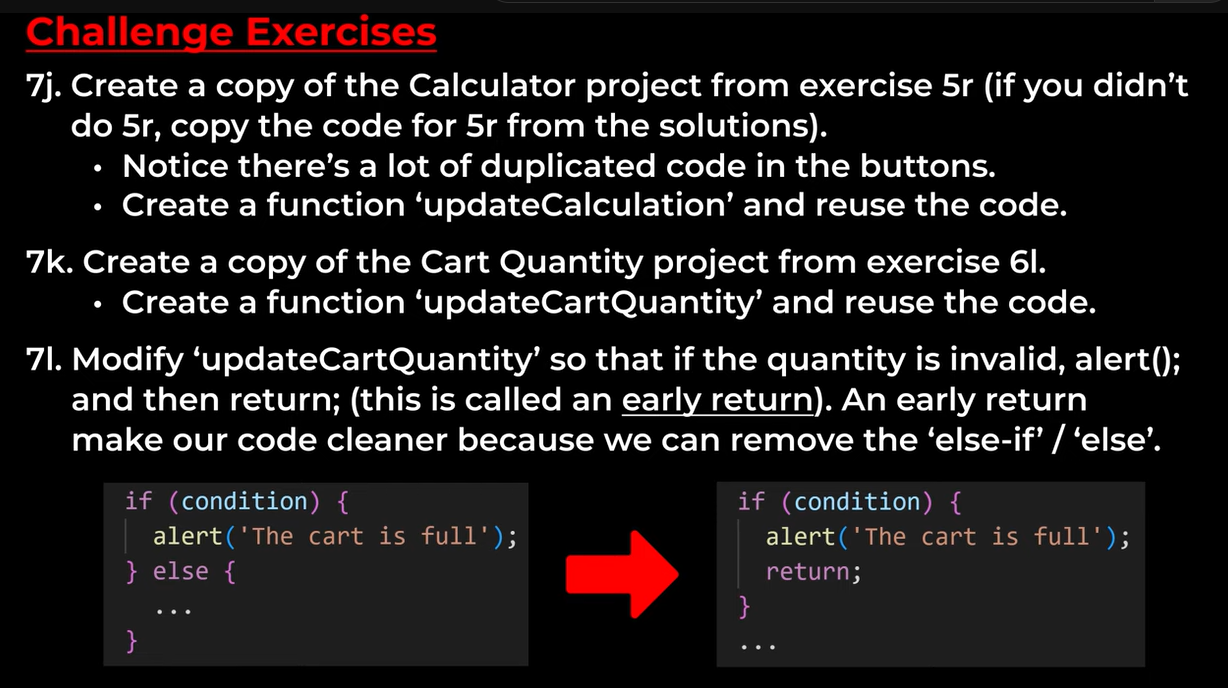 Challenge Exercises
7j. Create a copy of the Calculator project from exercise 5r (if you didn’t
do 5r, copy the code for 5r from the solutions).
• Notice there’s a lot of duplicated code in the buttons.
• Create a function ‘updateCalculation’ and reuse the code.
7k. Create a copy of the Cart Quantity project from exercise 6l.
• Create a function ‘updateCartQuantity’ and reuse the code.
7l. Modify ‘updateCartQuantity’ so that if the quantity is invalid, alert();
and then return; (this is called an early return). An early return
make our code cleaner because we can remove the ‘else-if’ / ‘else’.
if (condition) {
alert('The cart is full');
} else {
...
}
if (condition) {
alert('The cart is full');
return;
}
...